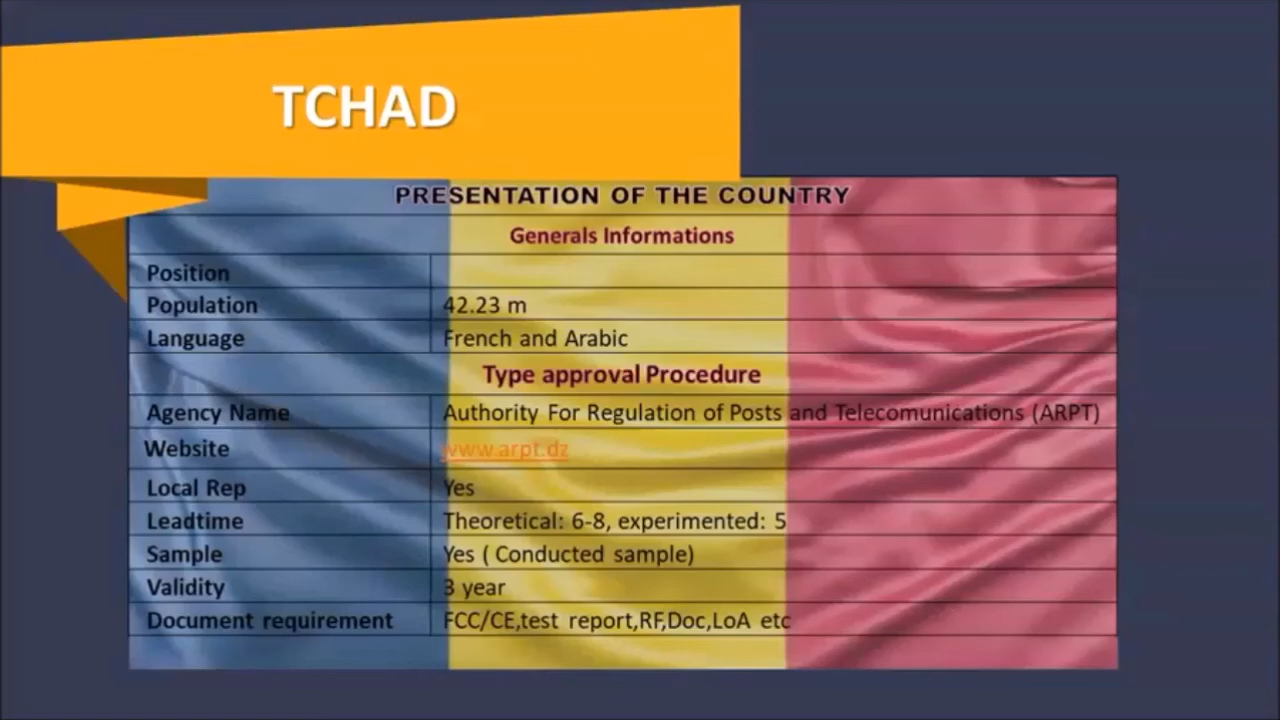 TCHAD
PRESENTATION OF THE COUNTRY
Generals Informations
Position
Population 42.23 m
Language French and Arabic
Type approval Procedure
Agency Name Authority For Regulation of Posts and Telecomunications (ARPT)
Website www.arpt.dz
Local Rep Yes
Leadtime Theoretical: 6-8, experimented: 5
Sample Yes ( Conducted sample)
Validity 3 year
Document requirement FCC/CE,test report,RF,Doc,LoA etc